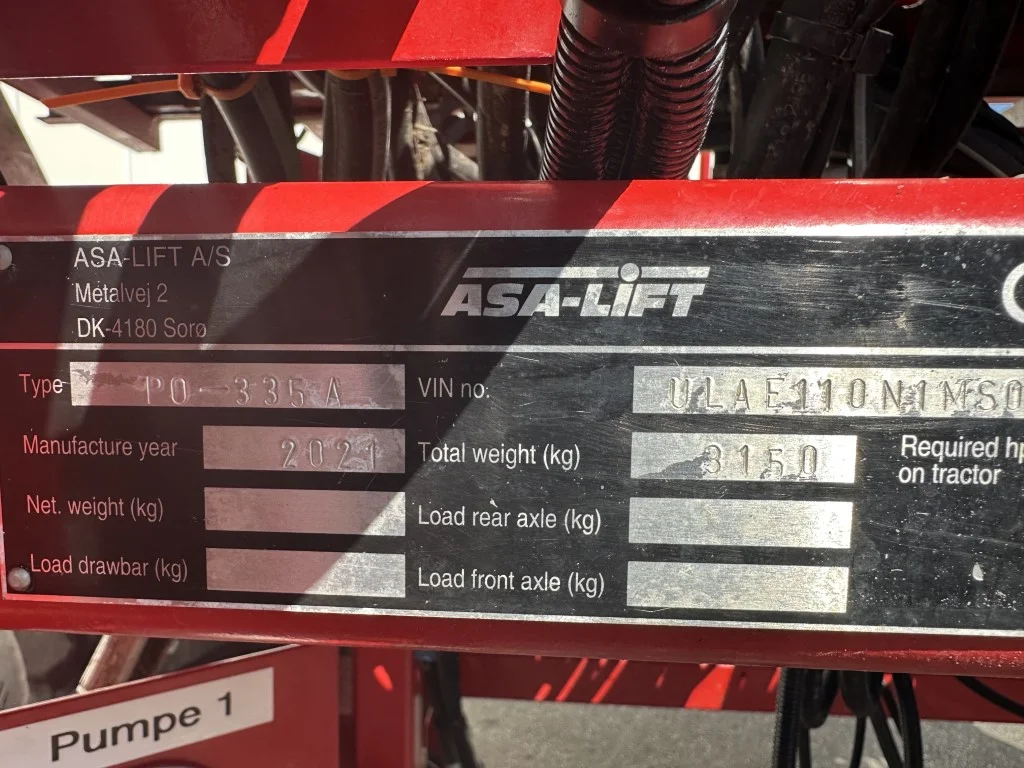 ASA-LIFT A/S
Metalvej 2
DK-4180 Sorø
ASA-LiFT
Type PO-335A VIN no: ULAE110N1MS0
Manufacture year 2021 Total weight (kg) 3150 Required hp
on tractor
Net. weight (kg) Load rear axle (kg)
Load drawbar (kg) Load front axle (kg)
Pumpe 1